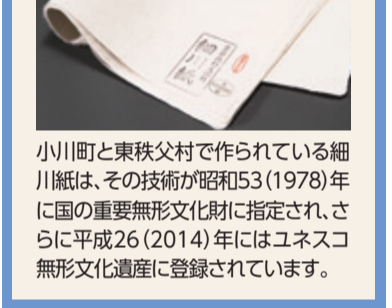 細川紙
小川町と東秩父村で作られている細
川紙は、その技術が昭和53(1978)年
に国の重要無形文化財に指定され、さ
らに平成26(2014)年にはユネスコ
無形文化遺産に登録されています。